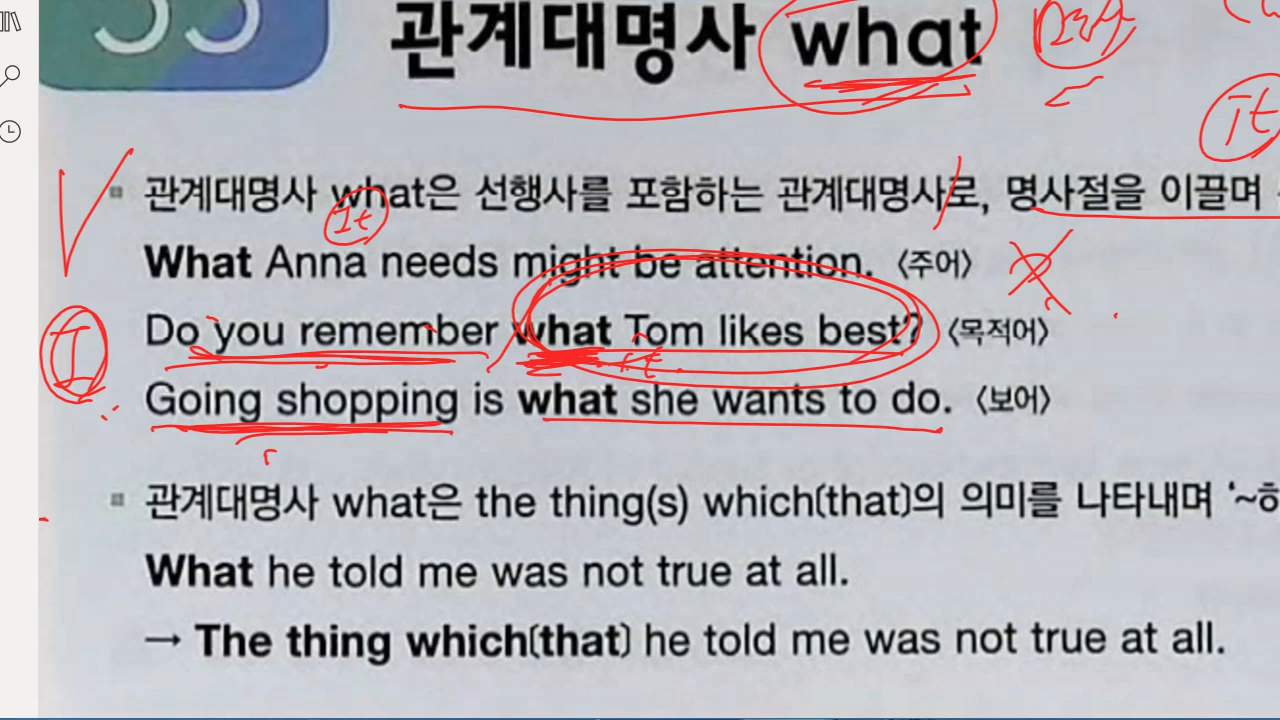 관계대명사 what
명사
It
관계대명사 what은 선행사를 포함하는 관계대명사로, 명사절을 이끌며
It
What Anna needs might be attention. 〈주어〉
Do you remember what Tom likes best? 〈목적어〉
I
it
Going shopping is what she wants to do. 〈보어〉
관계대명사 what은 the thing(s) which(that)의 의미를 나타내며 ‘~하
What he told me was not true at all.
→ The thing which(that) he told me was not true at all.